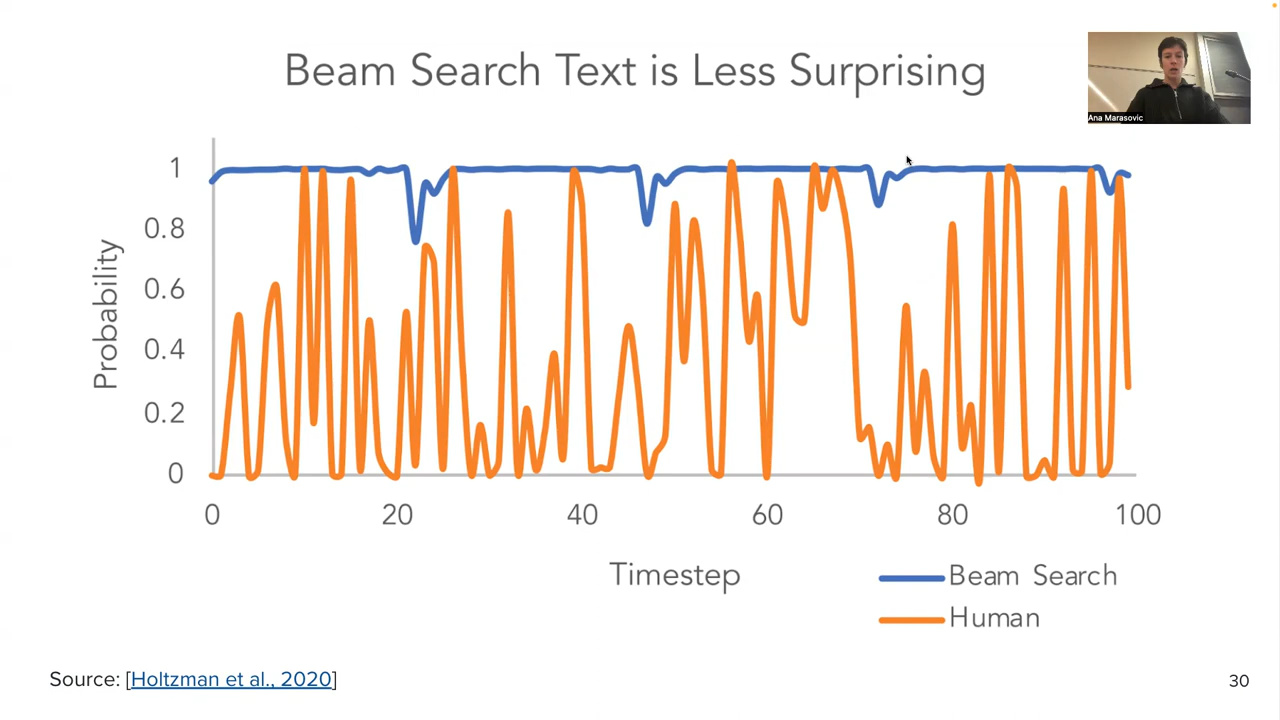 Beam Search Text is Less Surprising
Ana Marasovic
Probability
1
0.8
0.6
0.4
0.2
0
0 20 40 60 80 100
Timestep
Beam Search
Human
Source: [Holtzman et al., 2020]
30